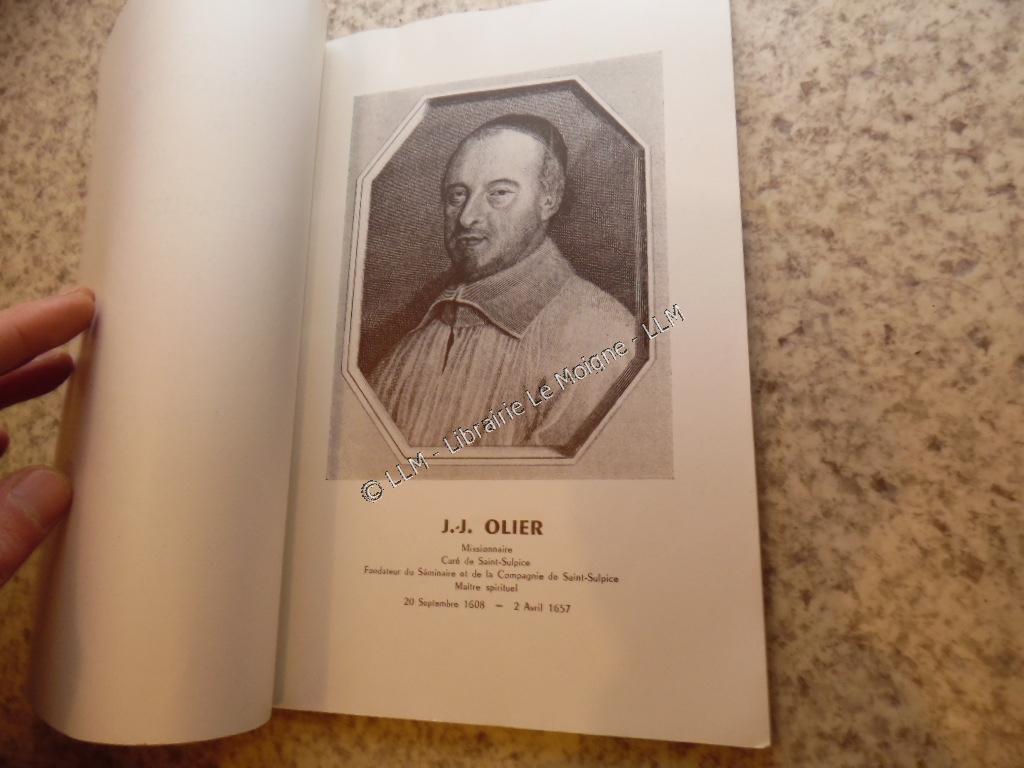 © LLM - Librairie Le Moigne - LLM
J.-J. OLIER
Missionnaire
Curé de Saint-Sulpice
Fondateur du Séminaire et de la Compagnie de Saint-Sulpice
Maître spirituel
20 Septembre 1608 — 2 Avril 1657